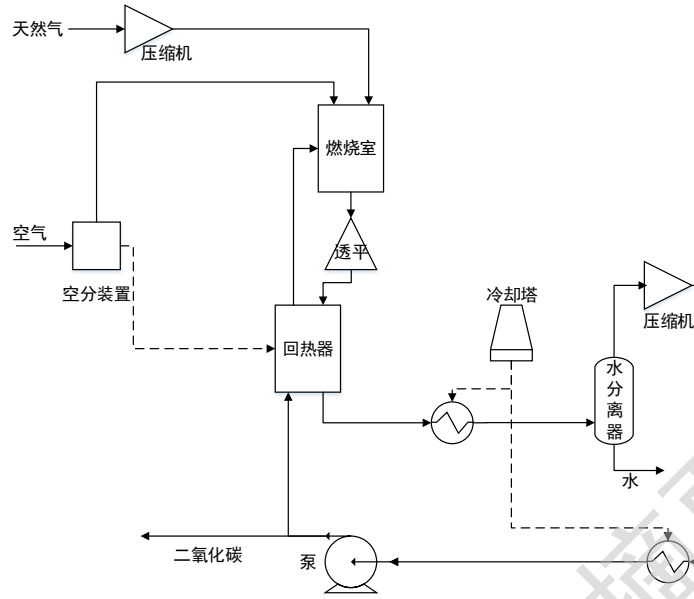 天然气
压缩机
燃烧室
空气
透平
空分装置
冷却塔
压缩机
回热器
水分离器
水
二氧化碳
泵
摘